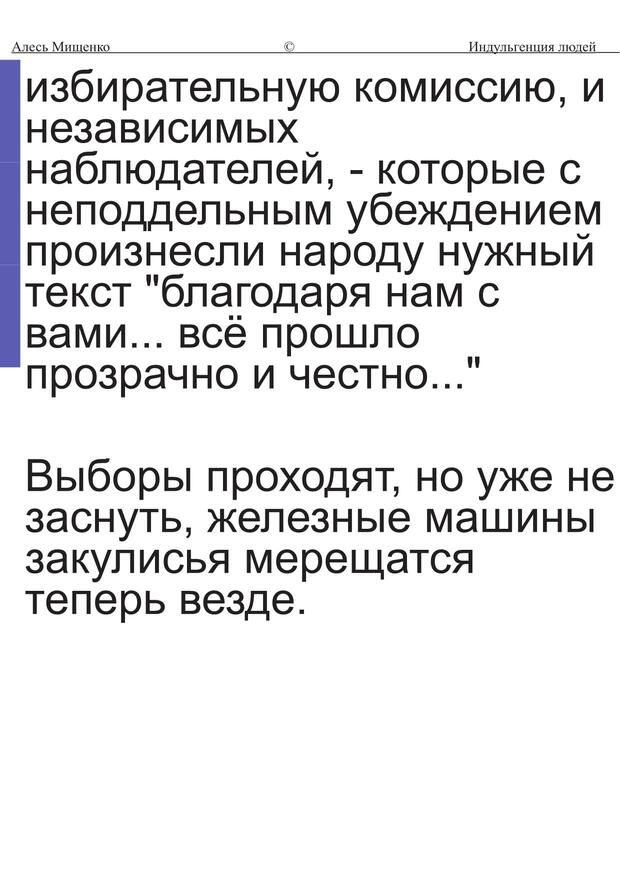 Алесь Мищенко © Индульгенция людей
избирательную комиссию, и
независимых
наблюдателей, - которые с
неподдельным убеждением
произнесли народу нужный
текст "благодаря нам с
вами... всё прошло
прозрачно и честно..."
Выборы проходят, но уже не
заснуть, железные машины
закулисья мерещатся
теперь везде.